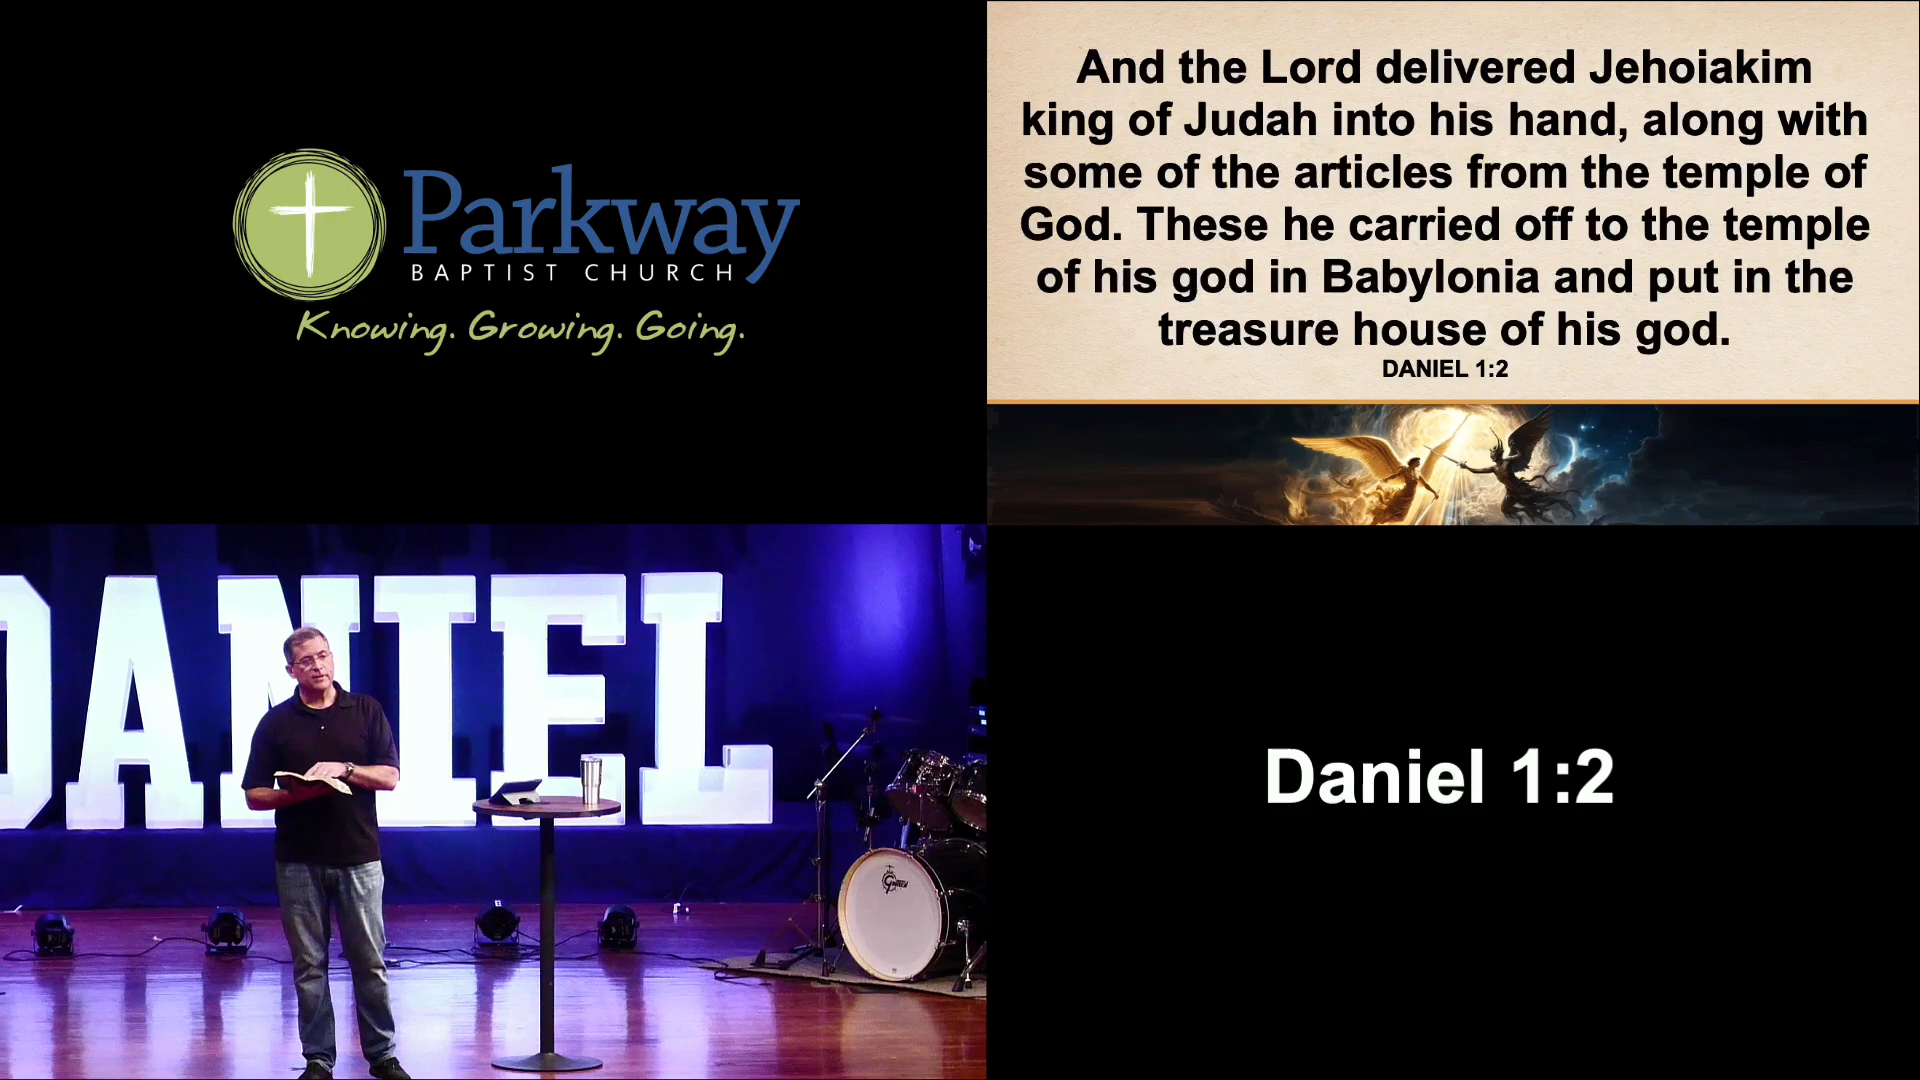 Parkway
BAPTIST CHURCH
Knowing. Growing. Going.
And the Lord delivered Jehoiakim
king of Judah into his hand, along with
some of the articles from the temple of
God. These he carried off to the temple
of his god in Babylonia and put in the
treasure house of his god.
DANIEL 1:2
DANIEL
Gretsch
Daniel 1:2